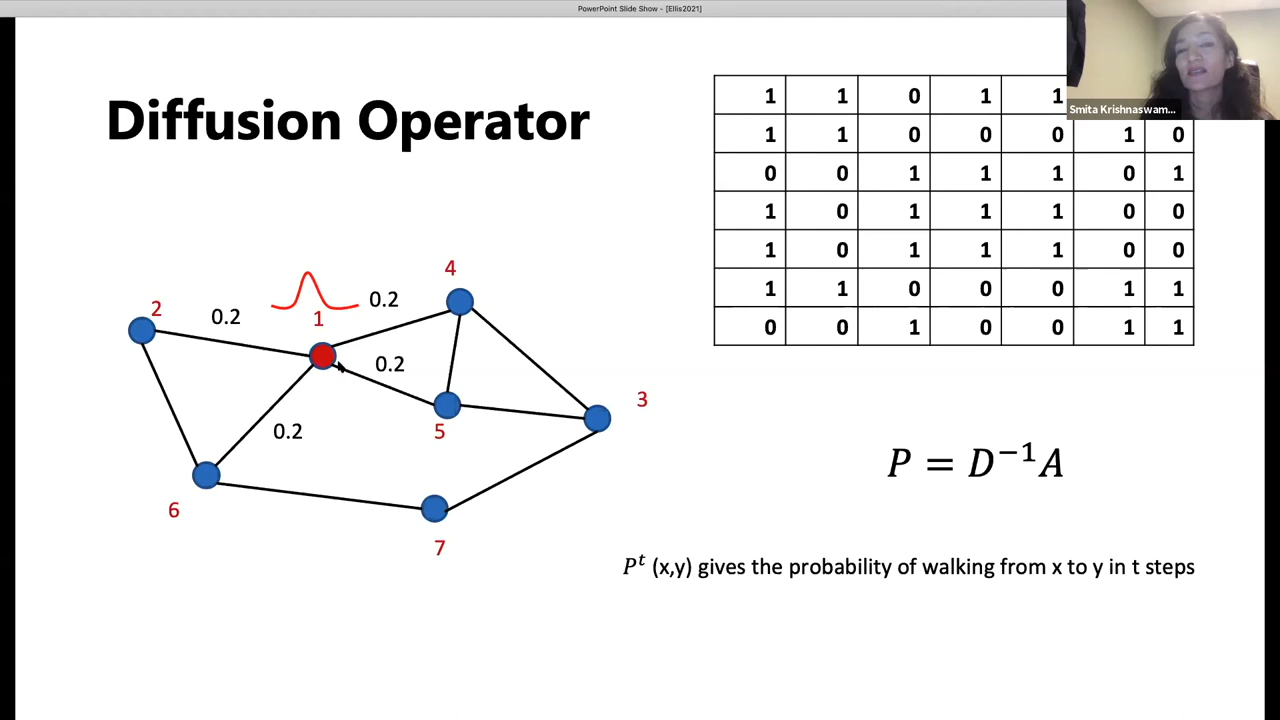 PowerPoint Slide Show - [Ellis2021]
Smita Krishnaswam...
Diffusion Operator
1 1 0 1 1
1 1 0 0 0 1 0
0 0 1 1 1 0 1
1 0 1 1 1 0 0
1 0 1 1 1 0 0
1 1 0 0 0 1 1
0 0 1 0 0 1 1
4
2
0.2
0.2
1
0.2
3
5
0.2
6
7
P = D⁻¹A
Pᵗ (x,y) gives the probability of walking from x to y in t steps